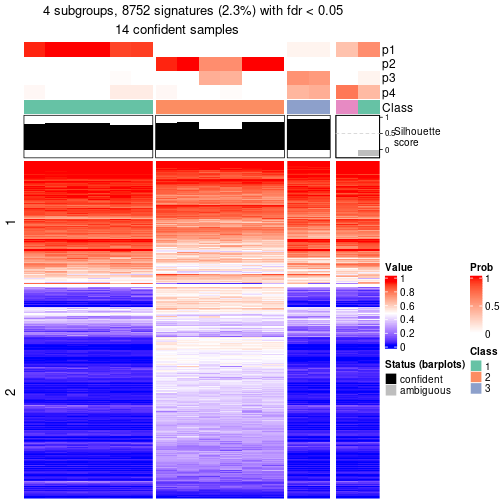 4 subgroups, 8752 signatures (2.3%) with fdr < 0.05
14 confident samples
p1
p2
p3
p4
Class
1
0.5
0
Silhouette
score
1
2
Value
1
0.8
0.6
0.4
0.2
0
Prob
1
0.5
0
Status (barplots)
confident
ambiguous
Class
1
2
3